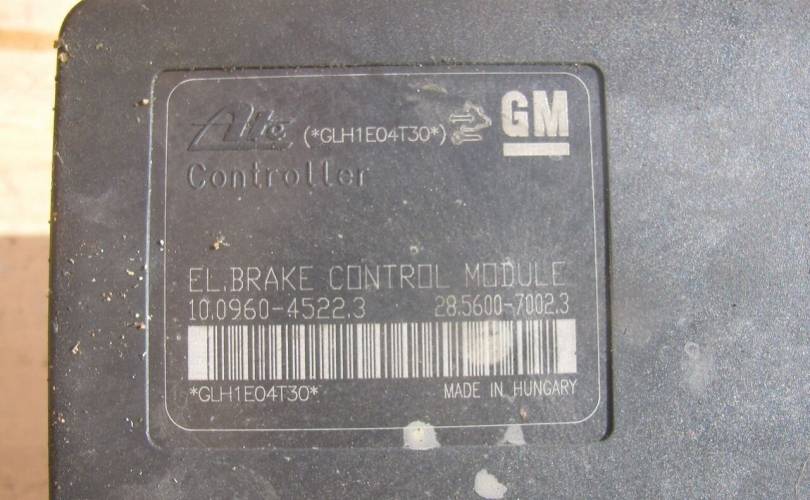 Ate (*GLH1E04T30*) GM
Controller
EL.BRAKE CONTROL MODULE
10.0960-4522.3 28.5600-7002.3
*GLH1E04T30*
MADE IN HUNGARY